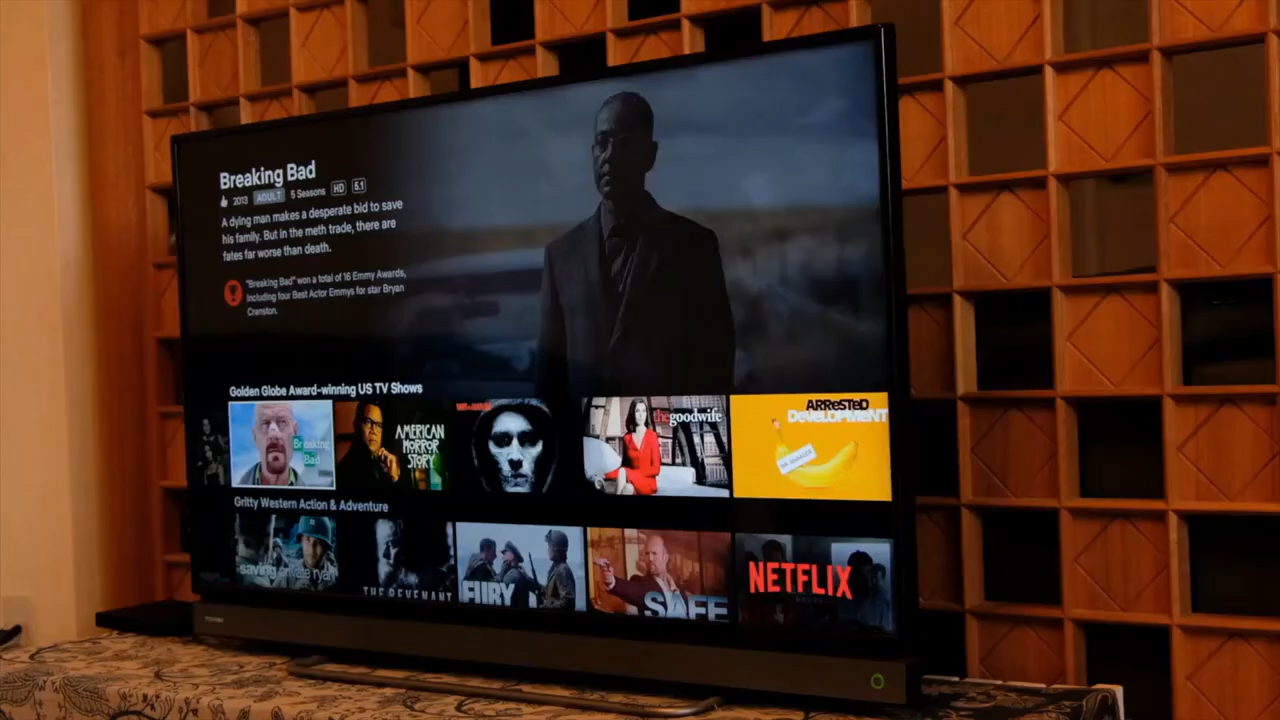 Breaking Bad
2013 ADULT 5 Seasons HD 5.1
A dying man makes a desperate bid to save
his family. But in the meth trade, there are
fates far worse than death.
"Breaking Bad" won a total of 16 Emmy Awards,
including four Best Actor Emmys for star Bryan
Cranston.
Golden Globe Award-winning US TV Shows
Breaking
Bad
AMERICAN
HORROR
STORY
thegoodwife
ARRESTED
DEVELOPMENT
MR. MANAGER
Gritty Western Action & Adventure
saving private ryan
THE REVENANT
FURY
SAFE
NETFLIX
TOSHIBA